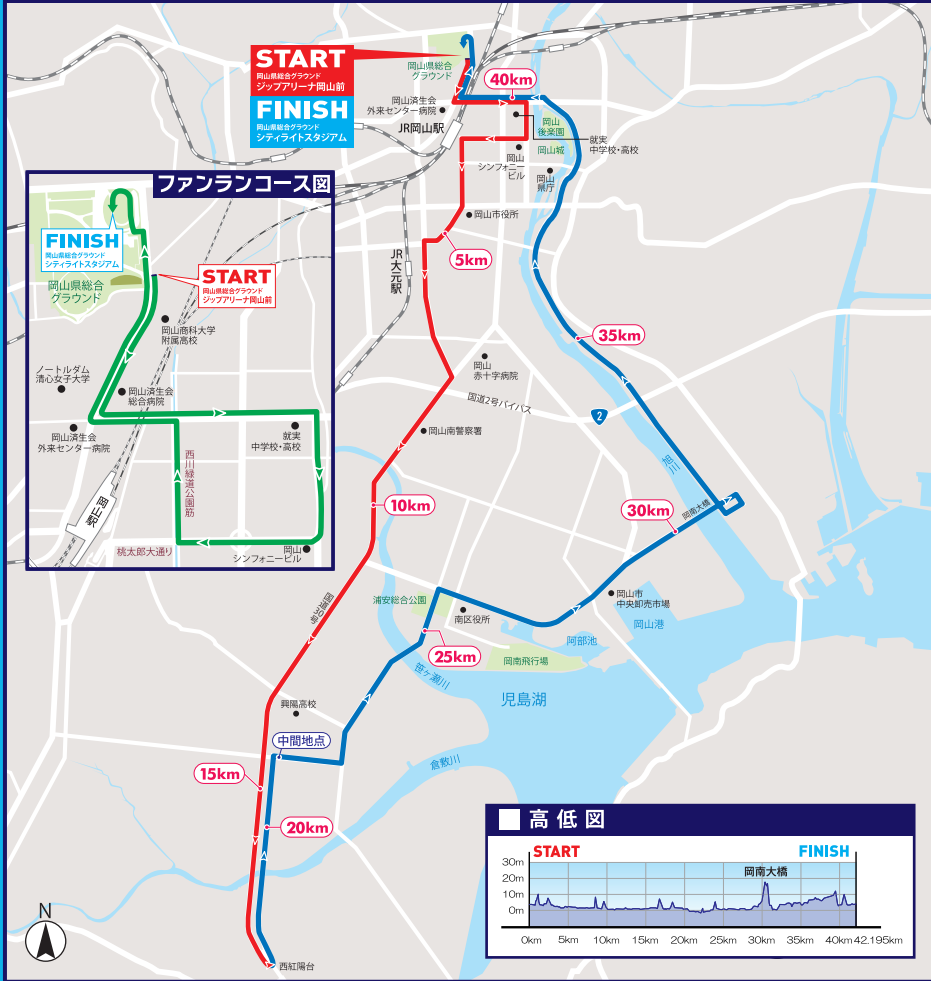 START
岡山県総合グラウンド
ジップアリーナ岡山前
FINISH
岡山県総合グラウンド
シティライトスタジアム
岡山県総合
グラウンド
40km
岡山済生会
外来センター病院
JR岡山駅
岡山
後楽園
岡山城
就実
中学校・高校
岡山
シンフォニー
ビル
岡山
県庁
岡山市役所
5km
JR
大元駅
35km
岡山
赤十字病院
国道2号バイパス
2
岡山南警察署
旭川
10km
30km
岡南大橋
国道30号
浦安総合公園
南区役所
岡山市
中央卸売市場
岡山港
阿部池
25km
岡南飛行場
笹ヶ瀬川
児島湖
興陽高校
中間地点
倉敷川
15km
20km
西紅陽台
N
ファンランコース図
FINISH
岡山県総合グラウンド
シティライトスタジアム
START
岡山県総合グラウンド
ジップアリーナ岡山前
岡山県総合
グラウンド
岡山商科大学
附属高校
ノートルダム
清心女子大学
岡山済生会
総合病院
岡山済生会
外来センター病院
就実
中学校・高校
西川緑道公園筋
岡山駅
桃太郎大通り
岡山
シンフォニービル
高低図
START
FINISH
岡南大橋
30m
20m
10m
0m
0km 5km 10km 15km 20km 25km 30km 35km 40km 42.195km